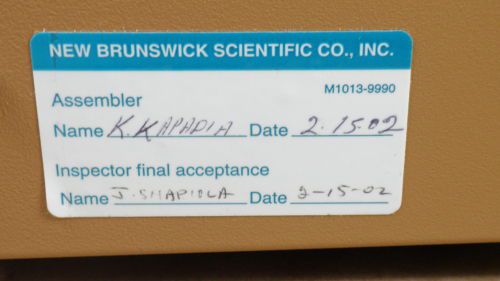 NEW BRUNSWICK SCIENTIFIC CO., INC.
M1013-9990
Assembler
Name K. KAPADIA Date 2.15.02
Inspector final acceptance
Name J. Date 2-15-02